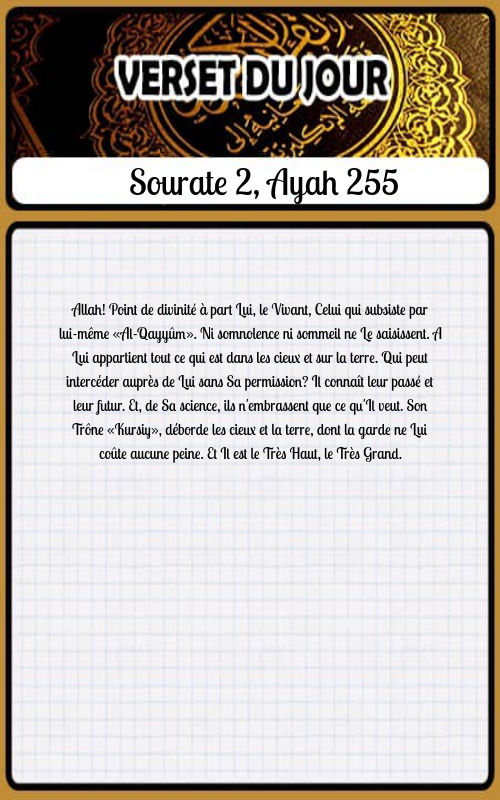 VERSET DU JOUR
Sourate 2, Ayah 255
Allah! Point de divinité à part Lui, le Vivant, Celui qui subsiste par
lui-même «Al-Qayyûm». Ni somnolence ni sommeil ne Le saisissent. A
Lui appartient tout ce qui est dans les cieux et sur la terre. Qui peut
intercéder auprès de Lui sans Sa permission? Il connaît leur passé et
leur futur. Et, de Sa science, ils n'embrassent que ce qu'Il veut. Son
Trône «Kursiy», déborde les cieux et la terre, dont la garde ne Lui
coûte aucune peine. Et Il est le Très Haut, le Très Grand.